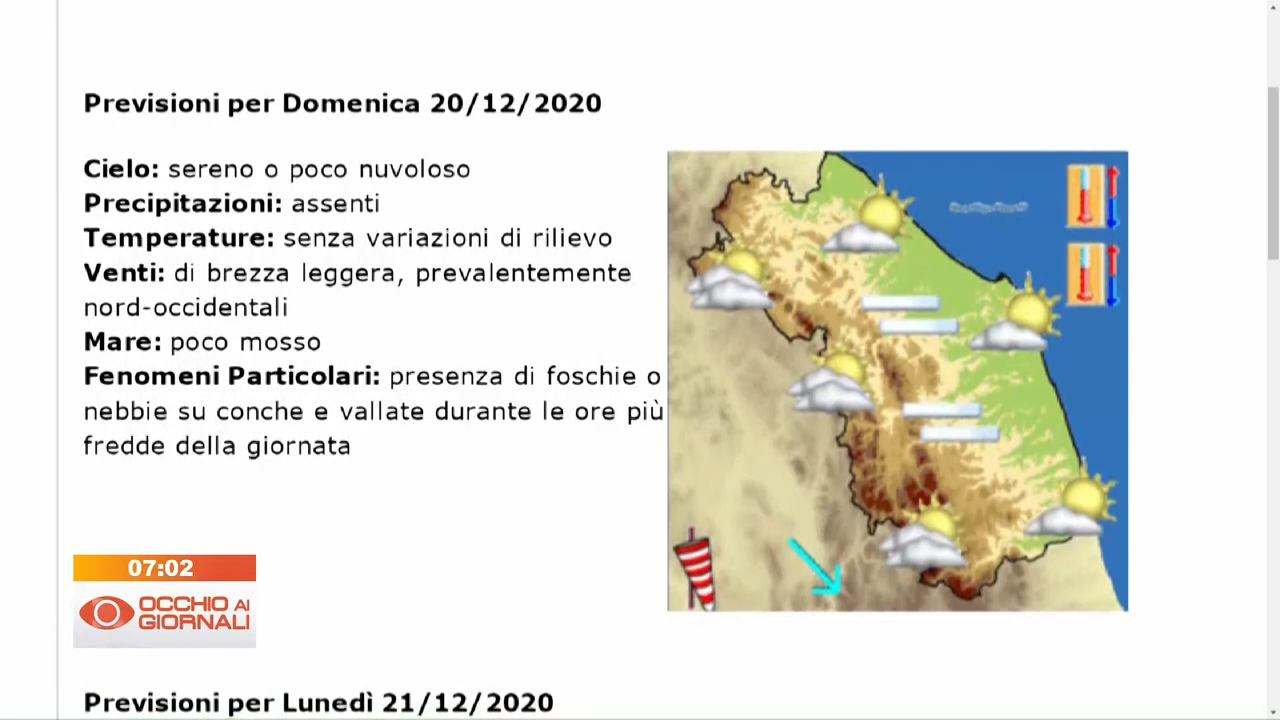 Previsioni per Domenica 20/12/2020
Cielo: sereno o poco nuvoloso
Precipitazioni: assenti
Temperature: senza variazioni di rilievo
Venti: di brezza leggera, prevalentemente
nord-occidentali
Mare: poco mosso
Fenomeni Particolari: presenza di foschie o
nebbie su conche e vallate durante le ore più
fredde della giornata
07:02
OCCHIO AI
GIORNALI
Previsioni per Lunedì 21/12/2020